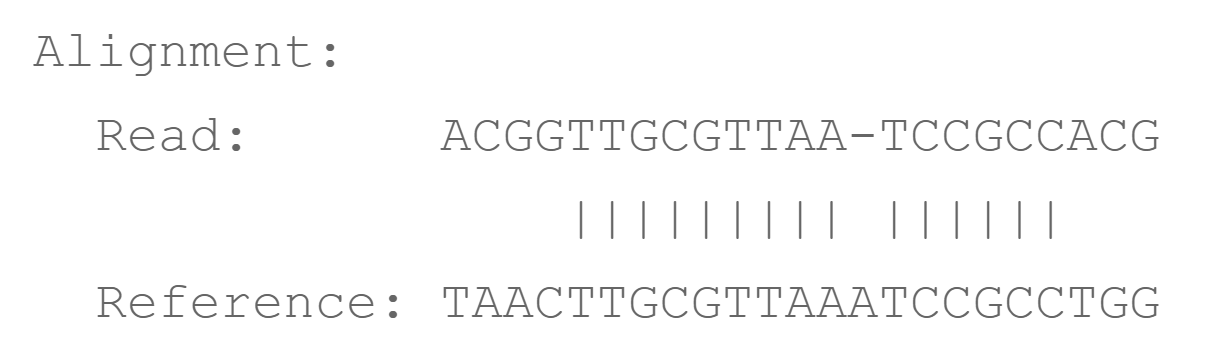 Alignment:
Read: ACGGTTGCGTTAA-TCCGCCACG
||||||||| ||||||
Reference: TAACTTGCGTTAAATCCGCCTGG